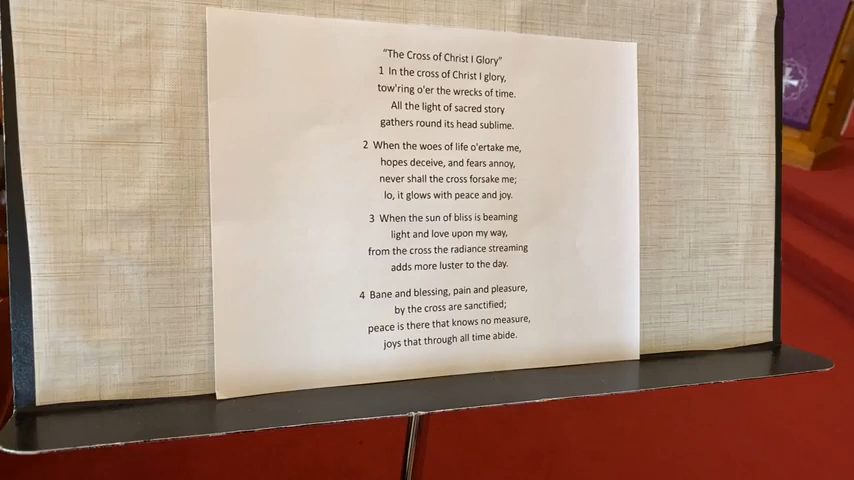 “The Cross of Christ I Glory”
1 In the cross of Christ I glory,
tow'ring o'er the wrecks of time.
All the light of sacred story
gathers round its head sublime.
2 When the woes of life o'ertake me,
hopes deceive, and fears annoy,
never shall the cross forsake me;
lo, it glows with peace and joy.
3 When the sun of bliss is beaming
light and love upon my way,
from the cross the radiance streaming
adds more luster to the day.
4 Bane and blessing, pain and pleasure,
by the cross are sanctified;
peace is there that knows no measure,
joys that through all time abide.